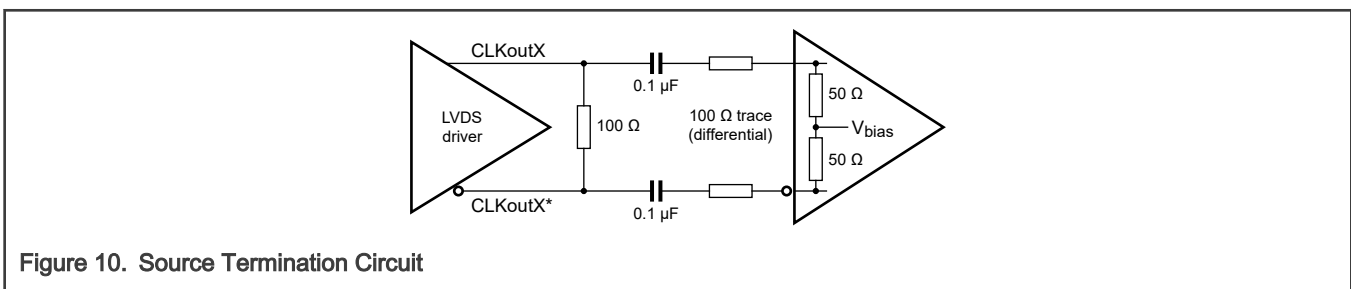 CLKoutX
0.1 µF
LVDS
driver
100 Ω
100 Ω trace
(differential)
50 Ω
Vbias
50 Ω
CLKoutX*
0.1 µF
Figure 10. Source Termination Circuit